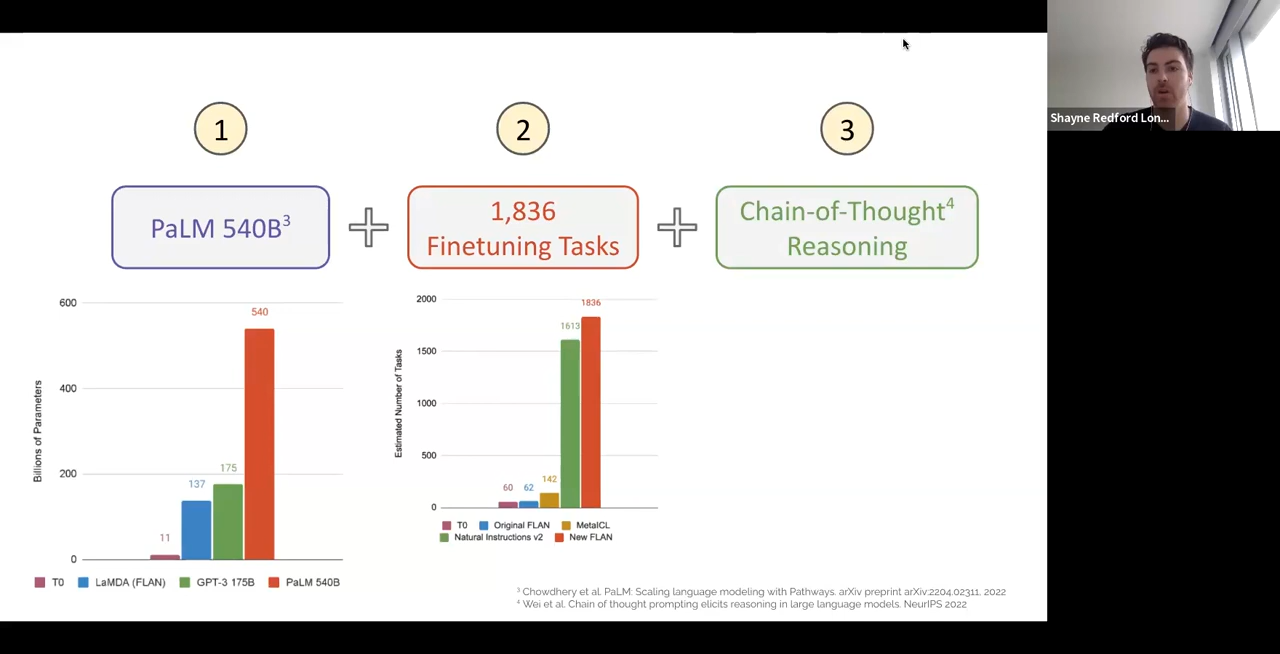 1
2
3
PaLM 540B³
1,836
Finetuning Tasks
Chain-of-Thought⁴
Reasoning
Billions of Parameters
600
400
200
0
11
137
175
540
T0
LaMDA (FLAN)
GPT-3 175B
PaLM 540B
Estimated Number of Tasks
2000
1500
1000
500
0
60
62
142
1613
1836
T0
Original FLAN
MetaICL
Natural Instructions v2
New FLAN
³ Chowdhery et al. PaLM: Scaling language modeling with Pathways. arXiv preprint arXiv:2204.02311, 2022
⁴ Wei et al. Chain of thought prompting elicits reasoning in large language models. NeurIPS 2022
Shayne Redford Lon...